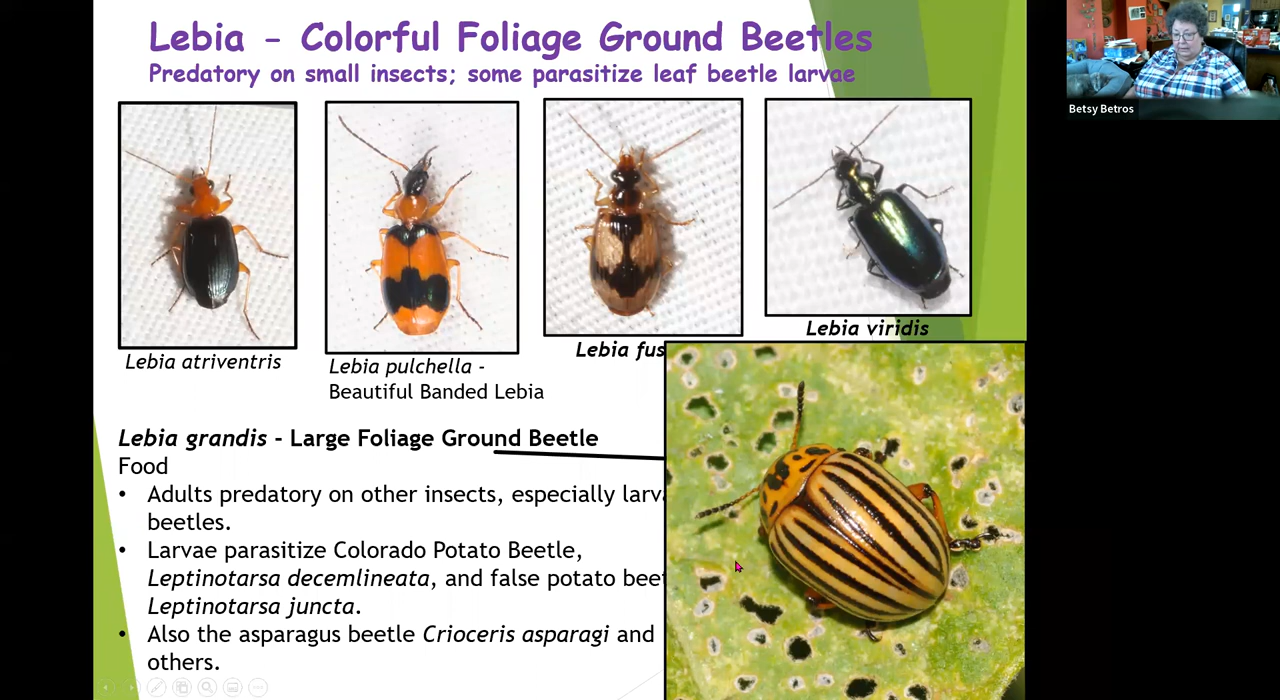 Lebia - Colorful Foliage Ground Beetles
Predatory on small insects; some parasitize leaf beetle larvae
Betsy Betros
Lebia atriventris
Lebia pulchella -
Beautiful Banded Lebia
Lebia fus
Lebia viridis
Lebia grandis - Large Foliage Ground Beetle
Food
• Adults predatory on other insects, especially larv
beetles.
• Larvae parasitize Colorado Potato Beetle,
Leptinotarsa decemlineata, and false potato bee
Leptinotarsa juncta.
• Also the asparagus beetle Crioceris asparagi and
others.